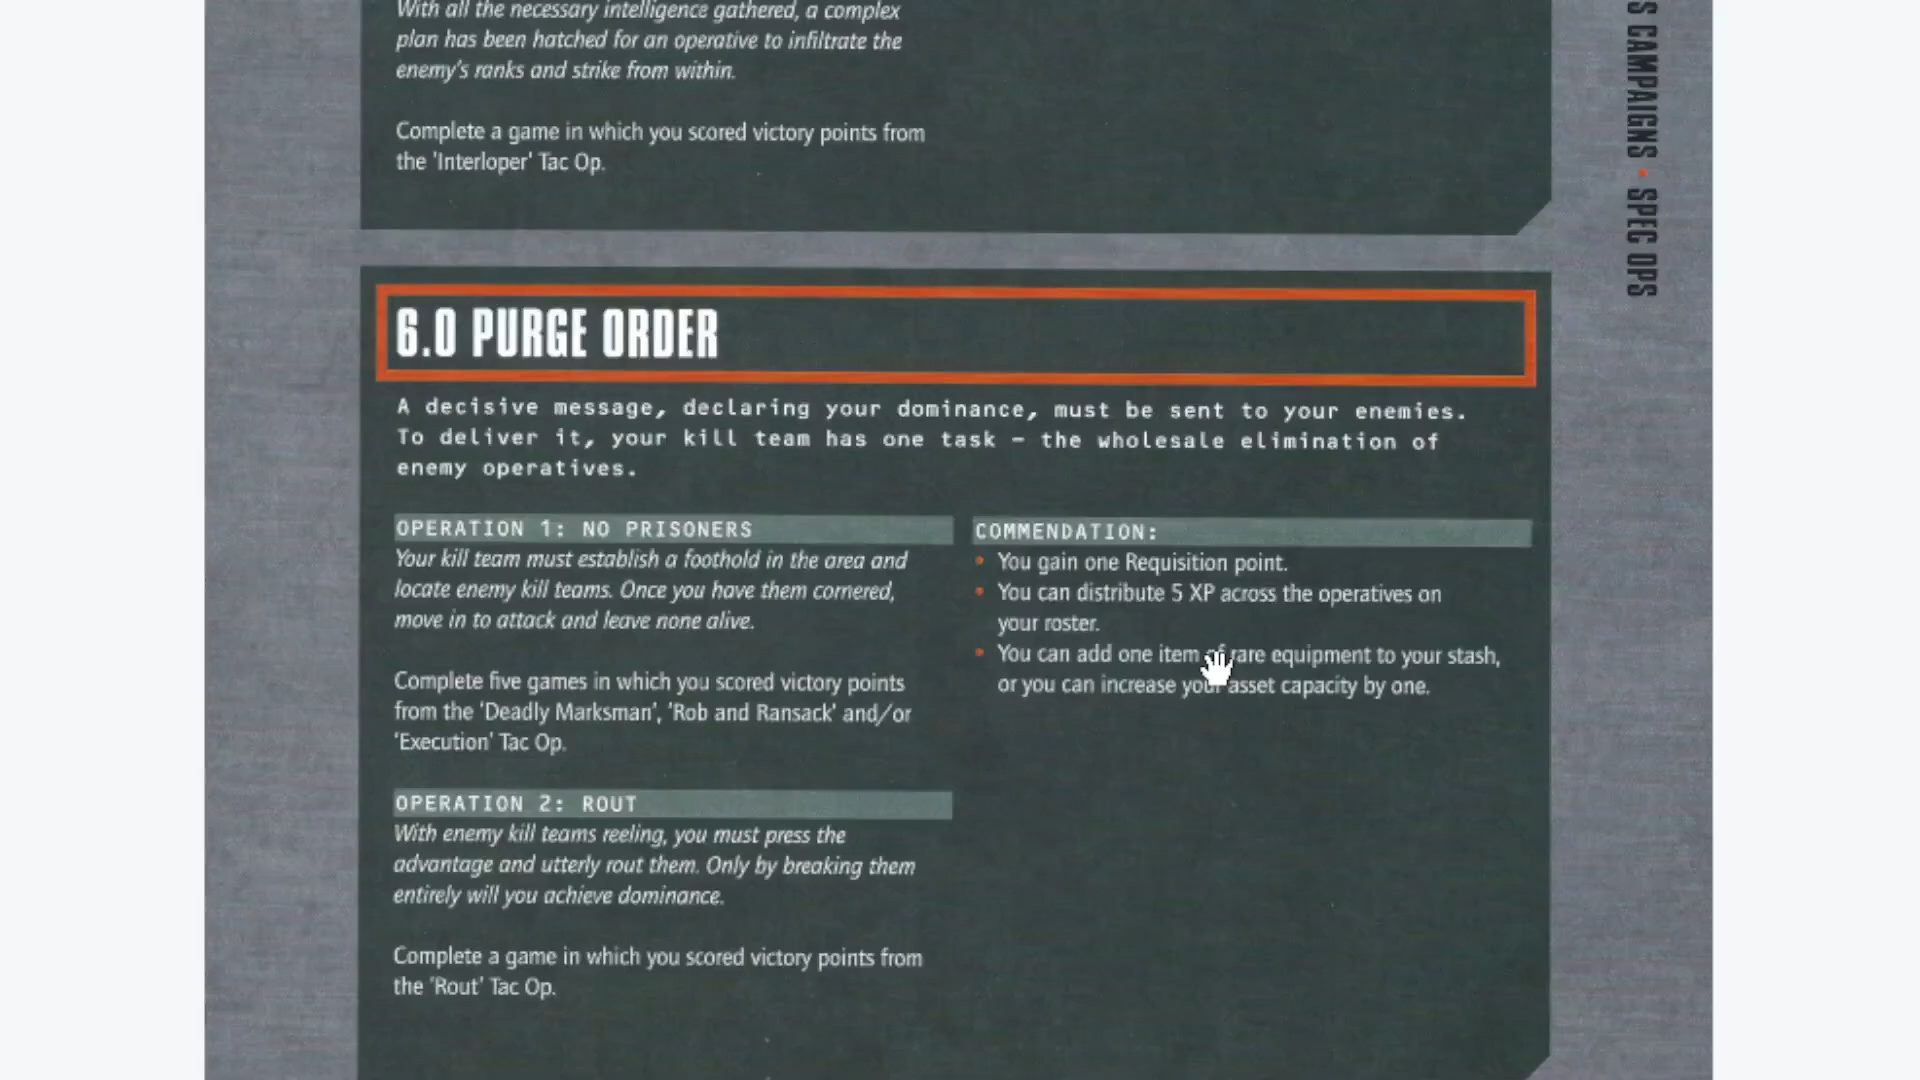 With all the necessary intelligence gathered, a complex
plan has been hatched for an operative to infiltrate the
enemy's ranks and strike from within.
Complete a game in which you scored victory points from
the 'Interloper' Tac Op.
S CAMPAIGNS • SPEC OPS
6.0 PURGE ORDER
A decisive message, declaring your dominance, must be sent to your enemies.
To deliver it, your kill team has one task – the wholesale elimination of
enemy operatives.
OPERATION 1: NO PRISONERS
Your kill team must establish a foothold in the area and
locate enemy kill teams. Once you have them cornered,
move in to attack and leave none alive.
Complete five games in which you scored victory points
from the 'Deadly Marksman', 'Rob and Ransack' and/or
'Execution' Tac Op.
OPERATION 2: ROUT
With enemy kill teams reeling, you must press the
advantage and utterly rout them. Only by breaking them
entirely will you achieve dominance.
Complete a game in which you scored victory points from
the 'Rout' Tac Op.
COMMENDATION:
• You gain one Requisition point.
• You can distribute 5 XP across the operatives on
your roster.
• You can add one item of rare equipment to your stash,
or you can increase your asset capacity by one.